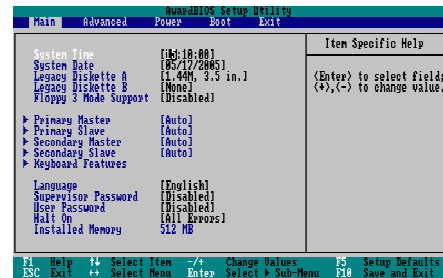 AwardBIOS Setup Utility
Main Advanced Power Boot Exit
Item Specific Help
System Time [15:10:00]
System Date [05/17/2005]
Legacy Diskette A [1.44M, 3.5 in.]
Legacy Diskette B [None]
Floppy 3 Mode Support [Disabled]
<Enter> to select field;
<+>,<-> to change value.
Primary Master [Auto]
Primary Slave [Auto]
Secondary Master [Auto]
Secondary Slave [Auto]
Keyboard Features
Language [English]
Supervisor Password [Disabled]
User Password [Disabled]
Halt On [All Errors]
Installed Memory 512 MB
F1 Help ↑↓ Select Item -/+ Change Values F5 Setup Defaults
ESC Exit ↔ Select Menu Enter Select ▶ Sub-Menu F10 Save and Exit